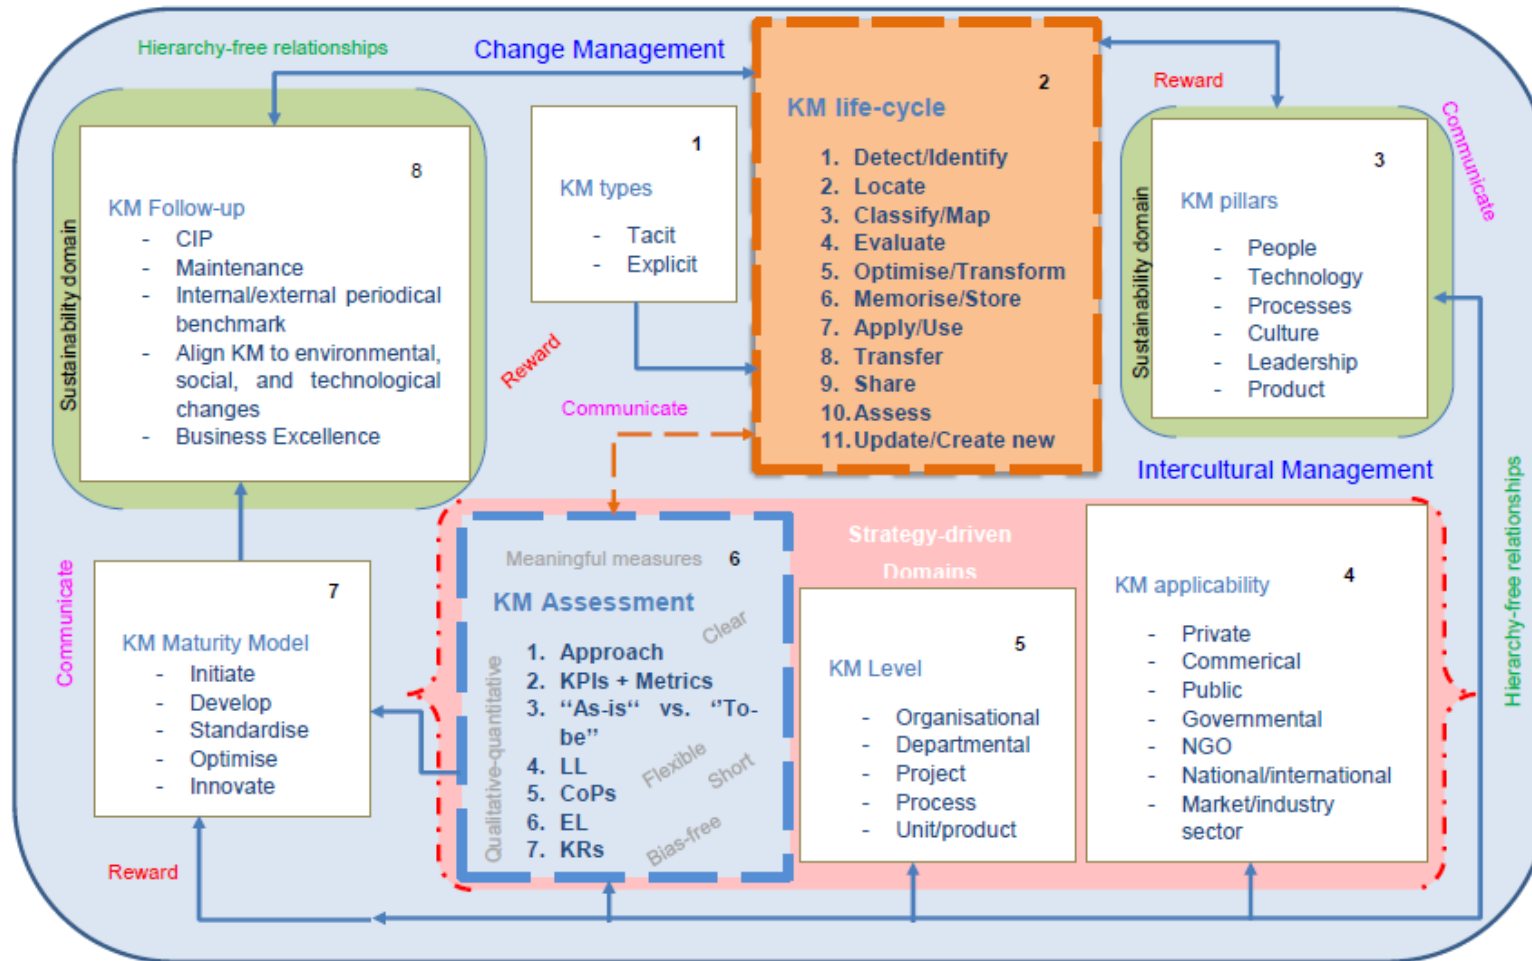 Hierarchy-free relationships
Change Management
8
KM Follow-up
- CIP
- Maintenance
- Internal/external periodical
benchmark
- Align KM to environmental,
social, and technological
changes
- Business Excellence
Sustainability domain
1
KM types
- Tacit
- Explicit
2
KM life-cycle
1. Detect/Identify
2. Locate
3. Classify/Map
4. Evaluate
5. Optimise/Transform
6. Memorise/Store
7. Apply/Use
8. Transfer
9. Share
10. Assess
11. Update/Create new
Reward
Communicate
3
KM pillars
- People
- Technology
- Processes
- Culture
- Leadership
- Product
Sustainability domain
Reward
Communicate
Intercultural Management
Hierarchy-free relationships
Communicate
7
KM Maturity Model
- Initiate
- Develop
- Standardise
- Optimise
- Innovate
Reward
Strategy-driven
Domains
Meaningful measures
6
KM Assessment
1. Approach
2. KPIs + Metrics
3. “As-is“ vs. ‘’To-
be”
4. LL
5. CoPs
6. EL
7. KRs
Qualitative-quantitative
Clear
Flexible
Short
Bias-free
5
KM Level
- Organisational
- Departmental
- Project
- Process
- Unit/product
4
KM applicability
- Private
- Commerical
- Public
- Governmental
- NGO
- National/international
- Market/industry
sector